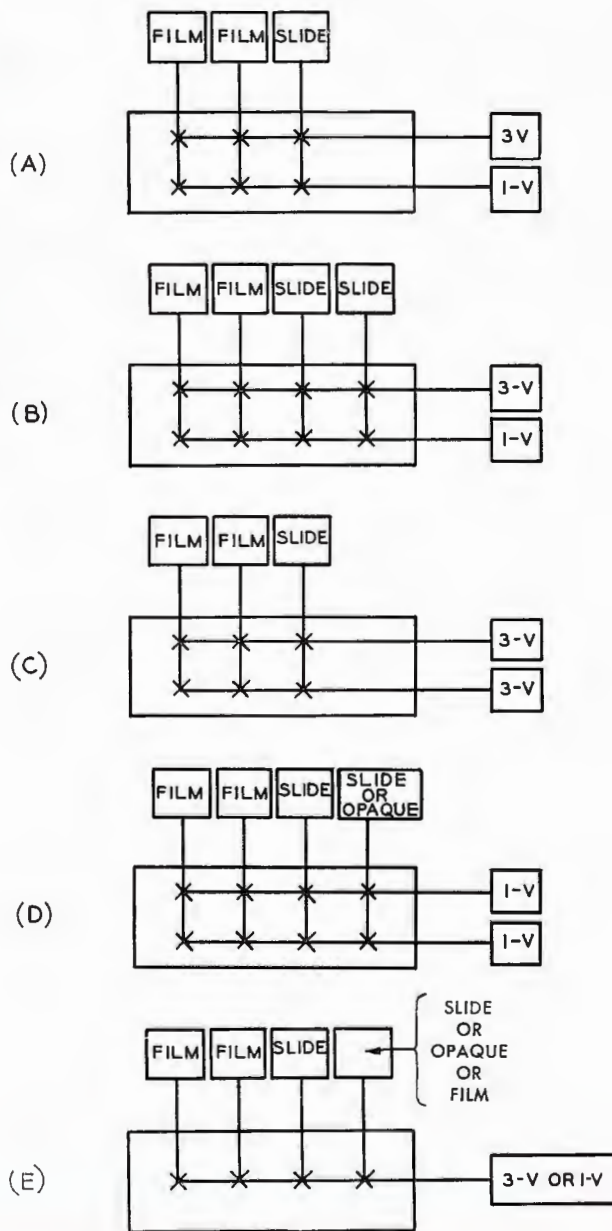 FILM FILM SLIDE
(A)
3V
1-V
FILM FILM SLIDE SLIDE
(B)
3-V
1-V
FILM FILM SLIDE
(C)
3-V
3-V
FILM FILM SLIDE SLIDE
OR
OPAQUE
(D)
1-V
1-V
FILM FILM SLIDE
SLIDE
OR
OPAQUE
OR
FILM
(E)
3-V OR 1-V